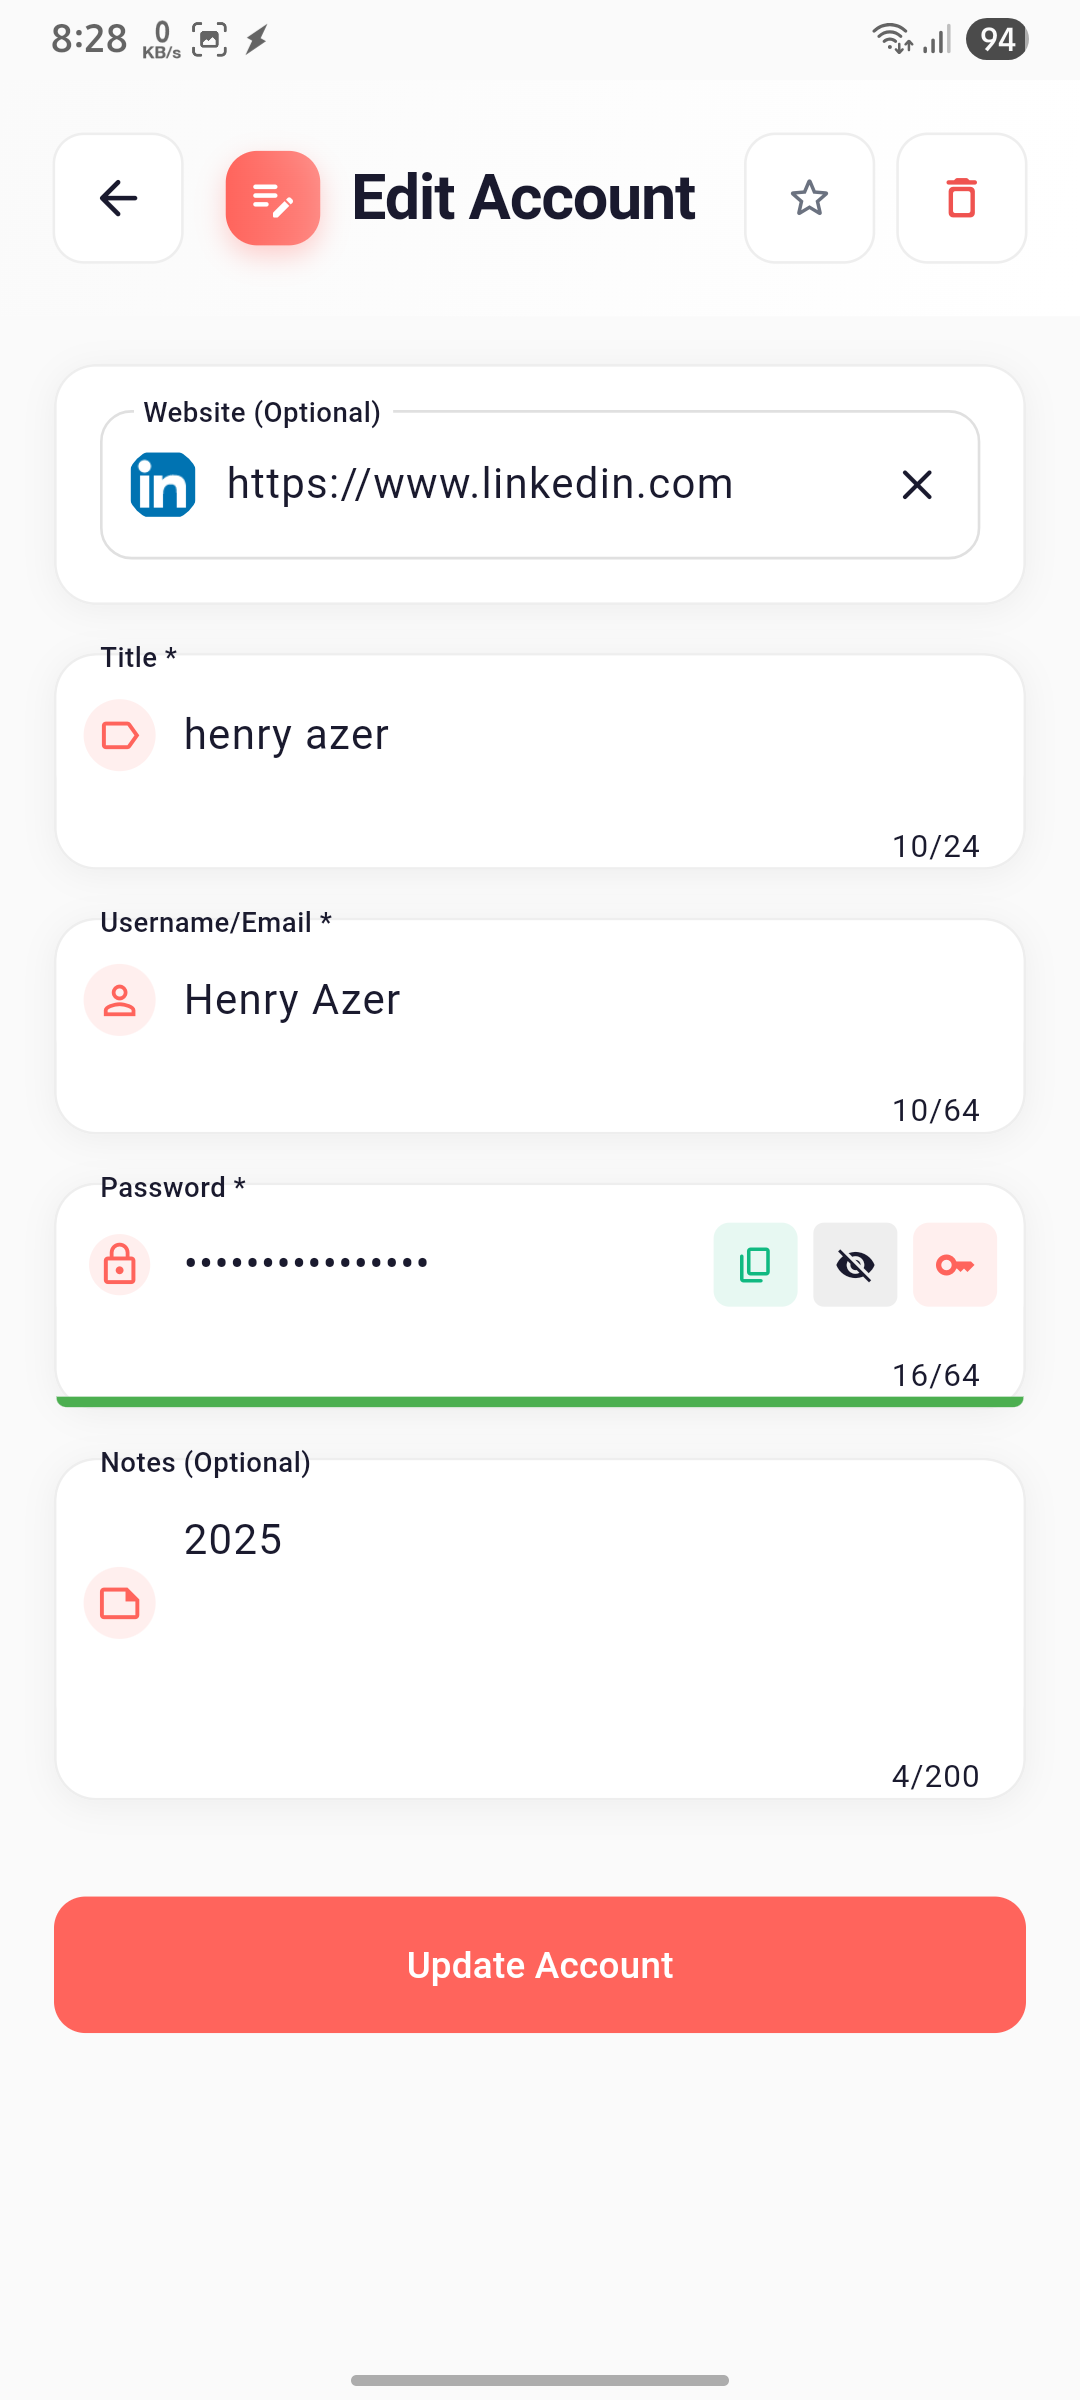 8:28
0
KB/s
94
Edit Account
Website (Optional)
in
https://www.linkedin.com
Title *
henry azer
10/24
Username/Email *
Henry Azer
10/64
Password *
••••••••••••••••
16/64
Notes (Optional)
2025
4/200
Update Account